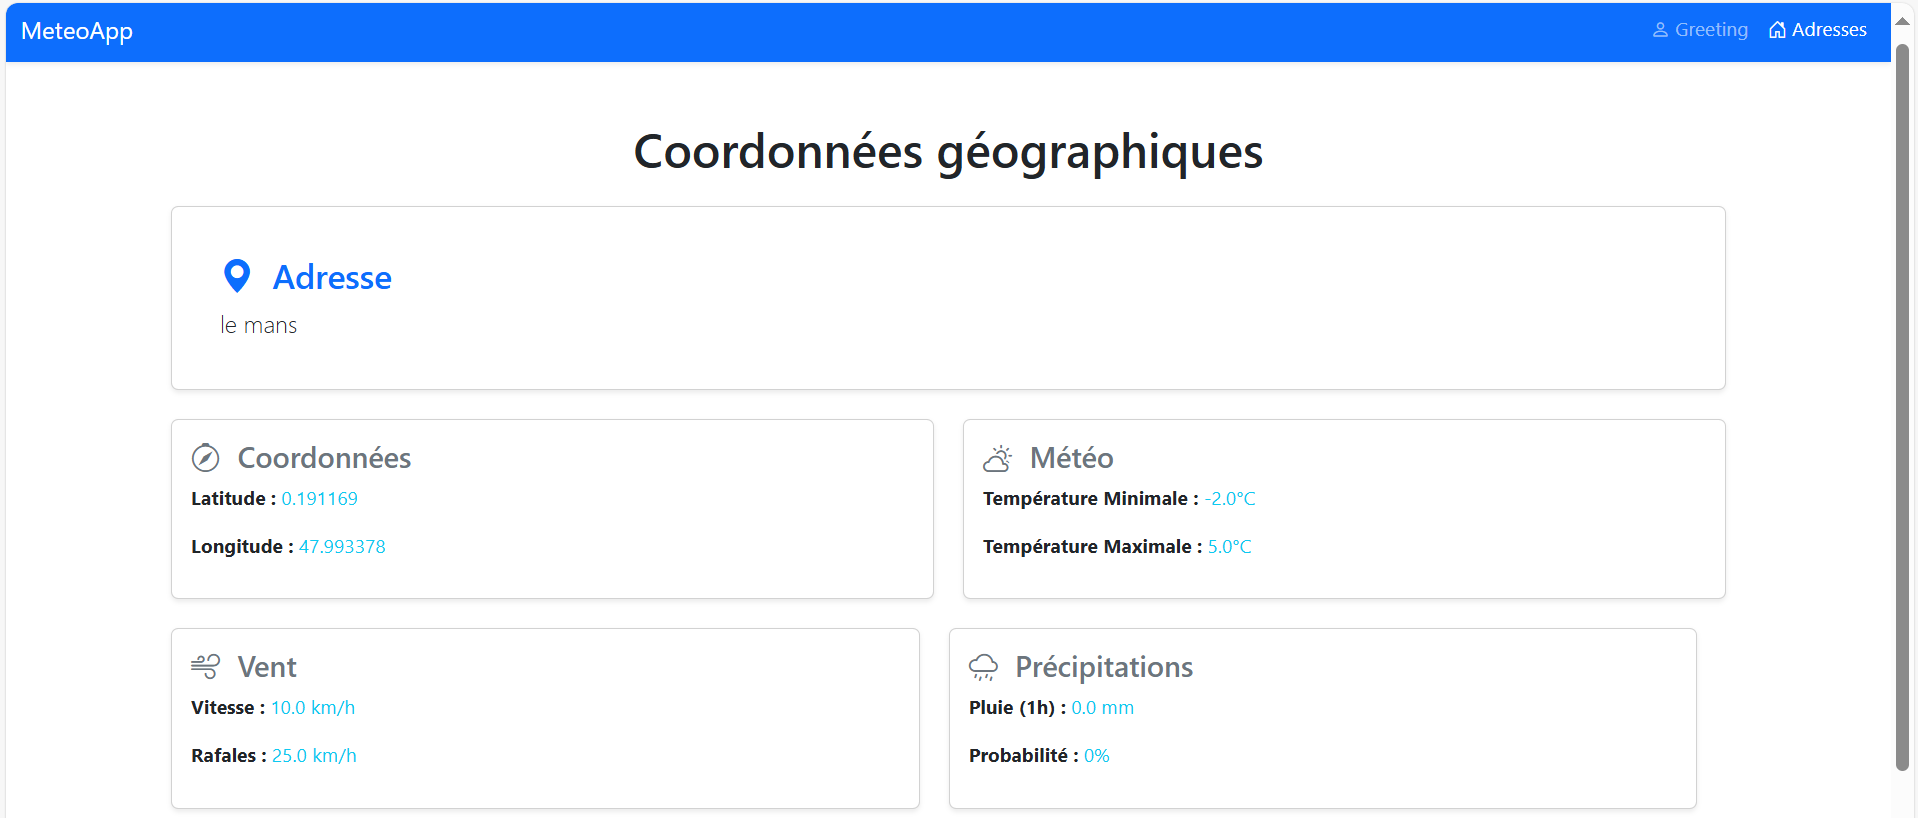 MeteoApp
Greeting
Adresses
Coordonnées géographiques
Adresse
le mans
Coordonnées
Latitude : 0.191169
Longitude : 47.993378
Météo
Température Minimale : -2.0°C
Température Maximale : 5.0°C
Vent
Vitesse : 10.0 km/h
Rafales : 25.0 km/h
Précipitations
Pluie (1h) : 0.0 mm
Probabilité : 0%